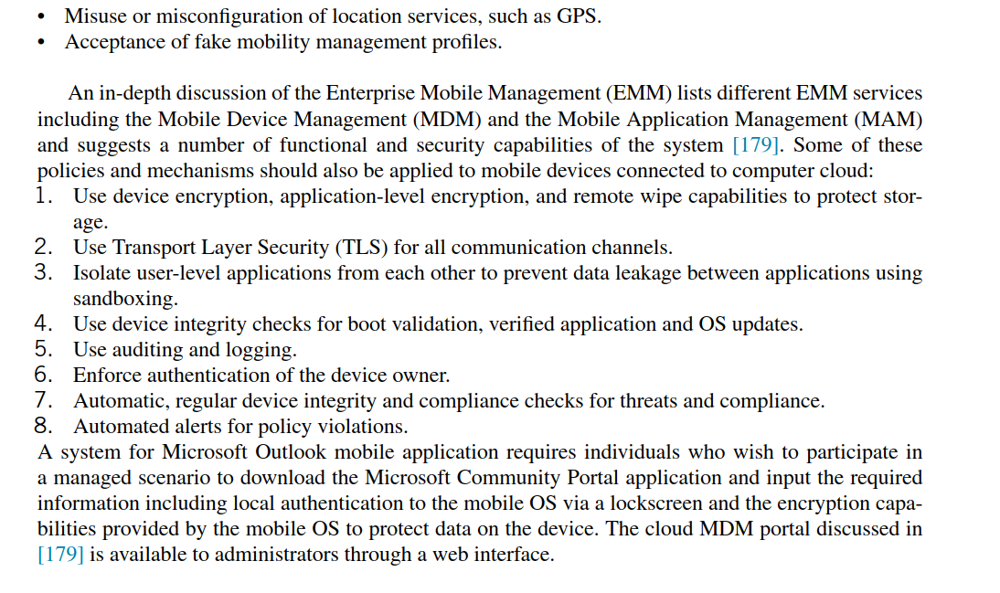 • Misuse or misconfiguration of location services, such as GPS.
• Acceptance of fake mobility management profiles.
An in-depth discussion of the Enterprise Mobile Management (EMM) lists different EMM services
including the Mobile Device Management (MDM) and the Mobile Application Management (MAM)
and suggests a number of functional and security capabilities of the system [179]. Some of these
policies and mechanisms should also be applied to mobile devices connected to computer cloud:
1. Use device encryption, application-level encryption, and remote wipe capabilities to protect stor-
age.
2. Use Transport Layer Security (TLS) for all communication channels.
3. Isolate user-level applications from each other to prevent data leakage between applications using
sandboxing.
4. Use device integrity checks for boot validation, verified application and OS updates.
5. Use auditing and logging.
6. Enforce authentication of the device owner.
7. Automatic, regular device integrity and compliance checks for threats and compliance.
8. Automated alerts for policy violations.
A system for Microsoft Outlook mobile application requires individuals who wish to participate in
a managed scenario to download the Microsoft Community Portal application and input the required
information including local authentication to the mobile OS via a lockscreen and the encryption capa-
bilities provided by the mobile OS to protect data on the device. The cloud MDM portal discussed in
[179] is available to administrators through a web interface.